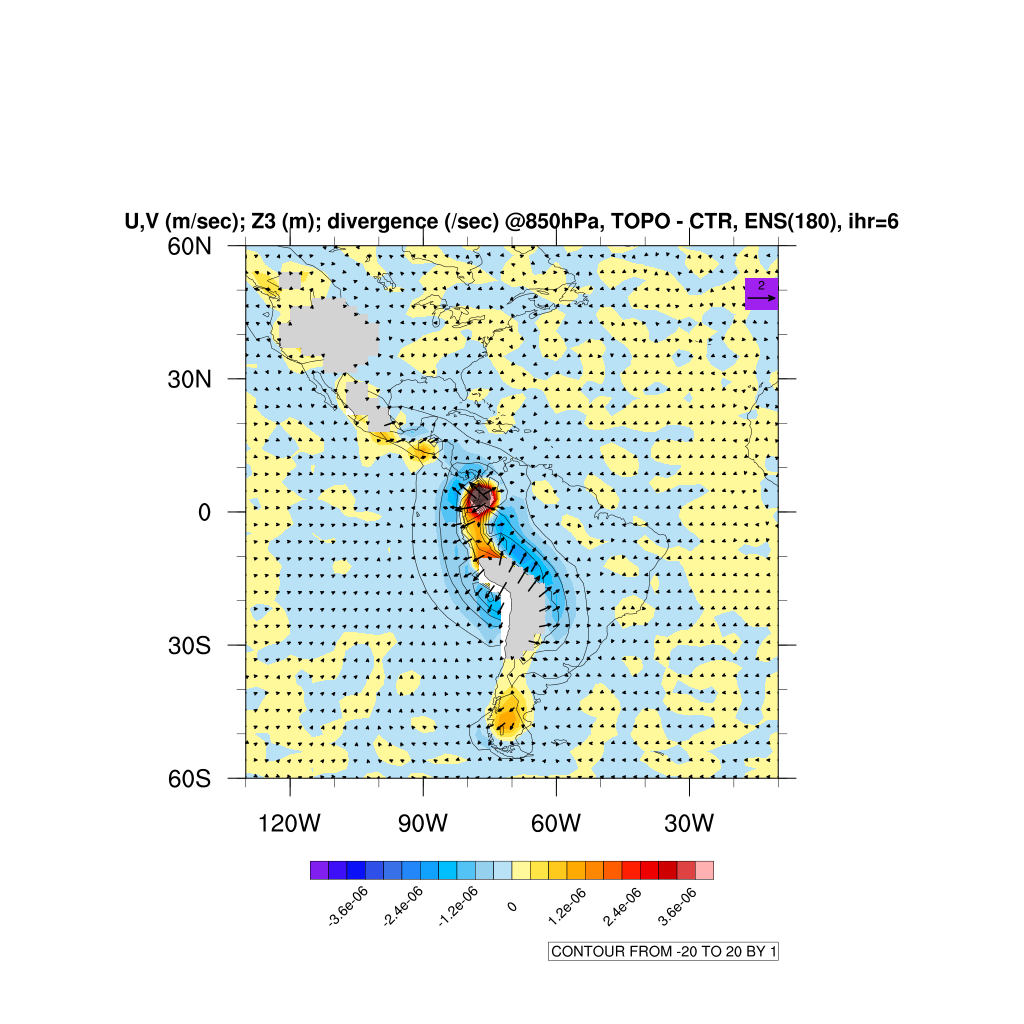 U,V (m/sec); Z3 (m); divergence (/sec) @850hPa, TOPO - CTR, ENS(180), ihr=6
60N
2
30N
0
30S
60S
120W 90W 60W 30W
-3.6e-06 -2.4e-06 -1.2e-06 0 1.2e-06 2.4e-06 3.6e-06
CONTOUR FROM -20 TO 20 BY 1